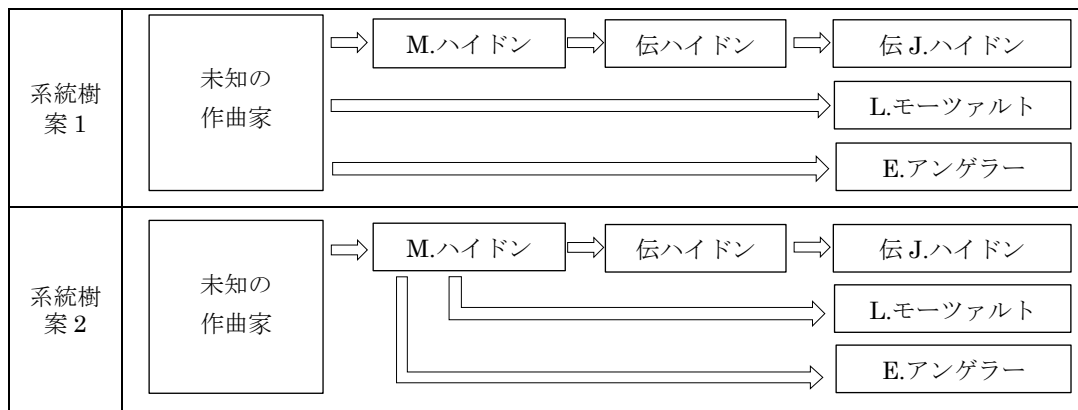 系統樹
案 1
未知の
作曲家
M.ハイドン
伝ハイドン
伝 J.ハイドン
L.モーツァルト
E.アンゲラー
系統樹
案 2
未知の
作曲家
M.ハイドン
伝ハイドン
伝 J.ハイドン
L.モーツァルト
E.アンゲラー